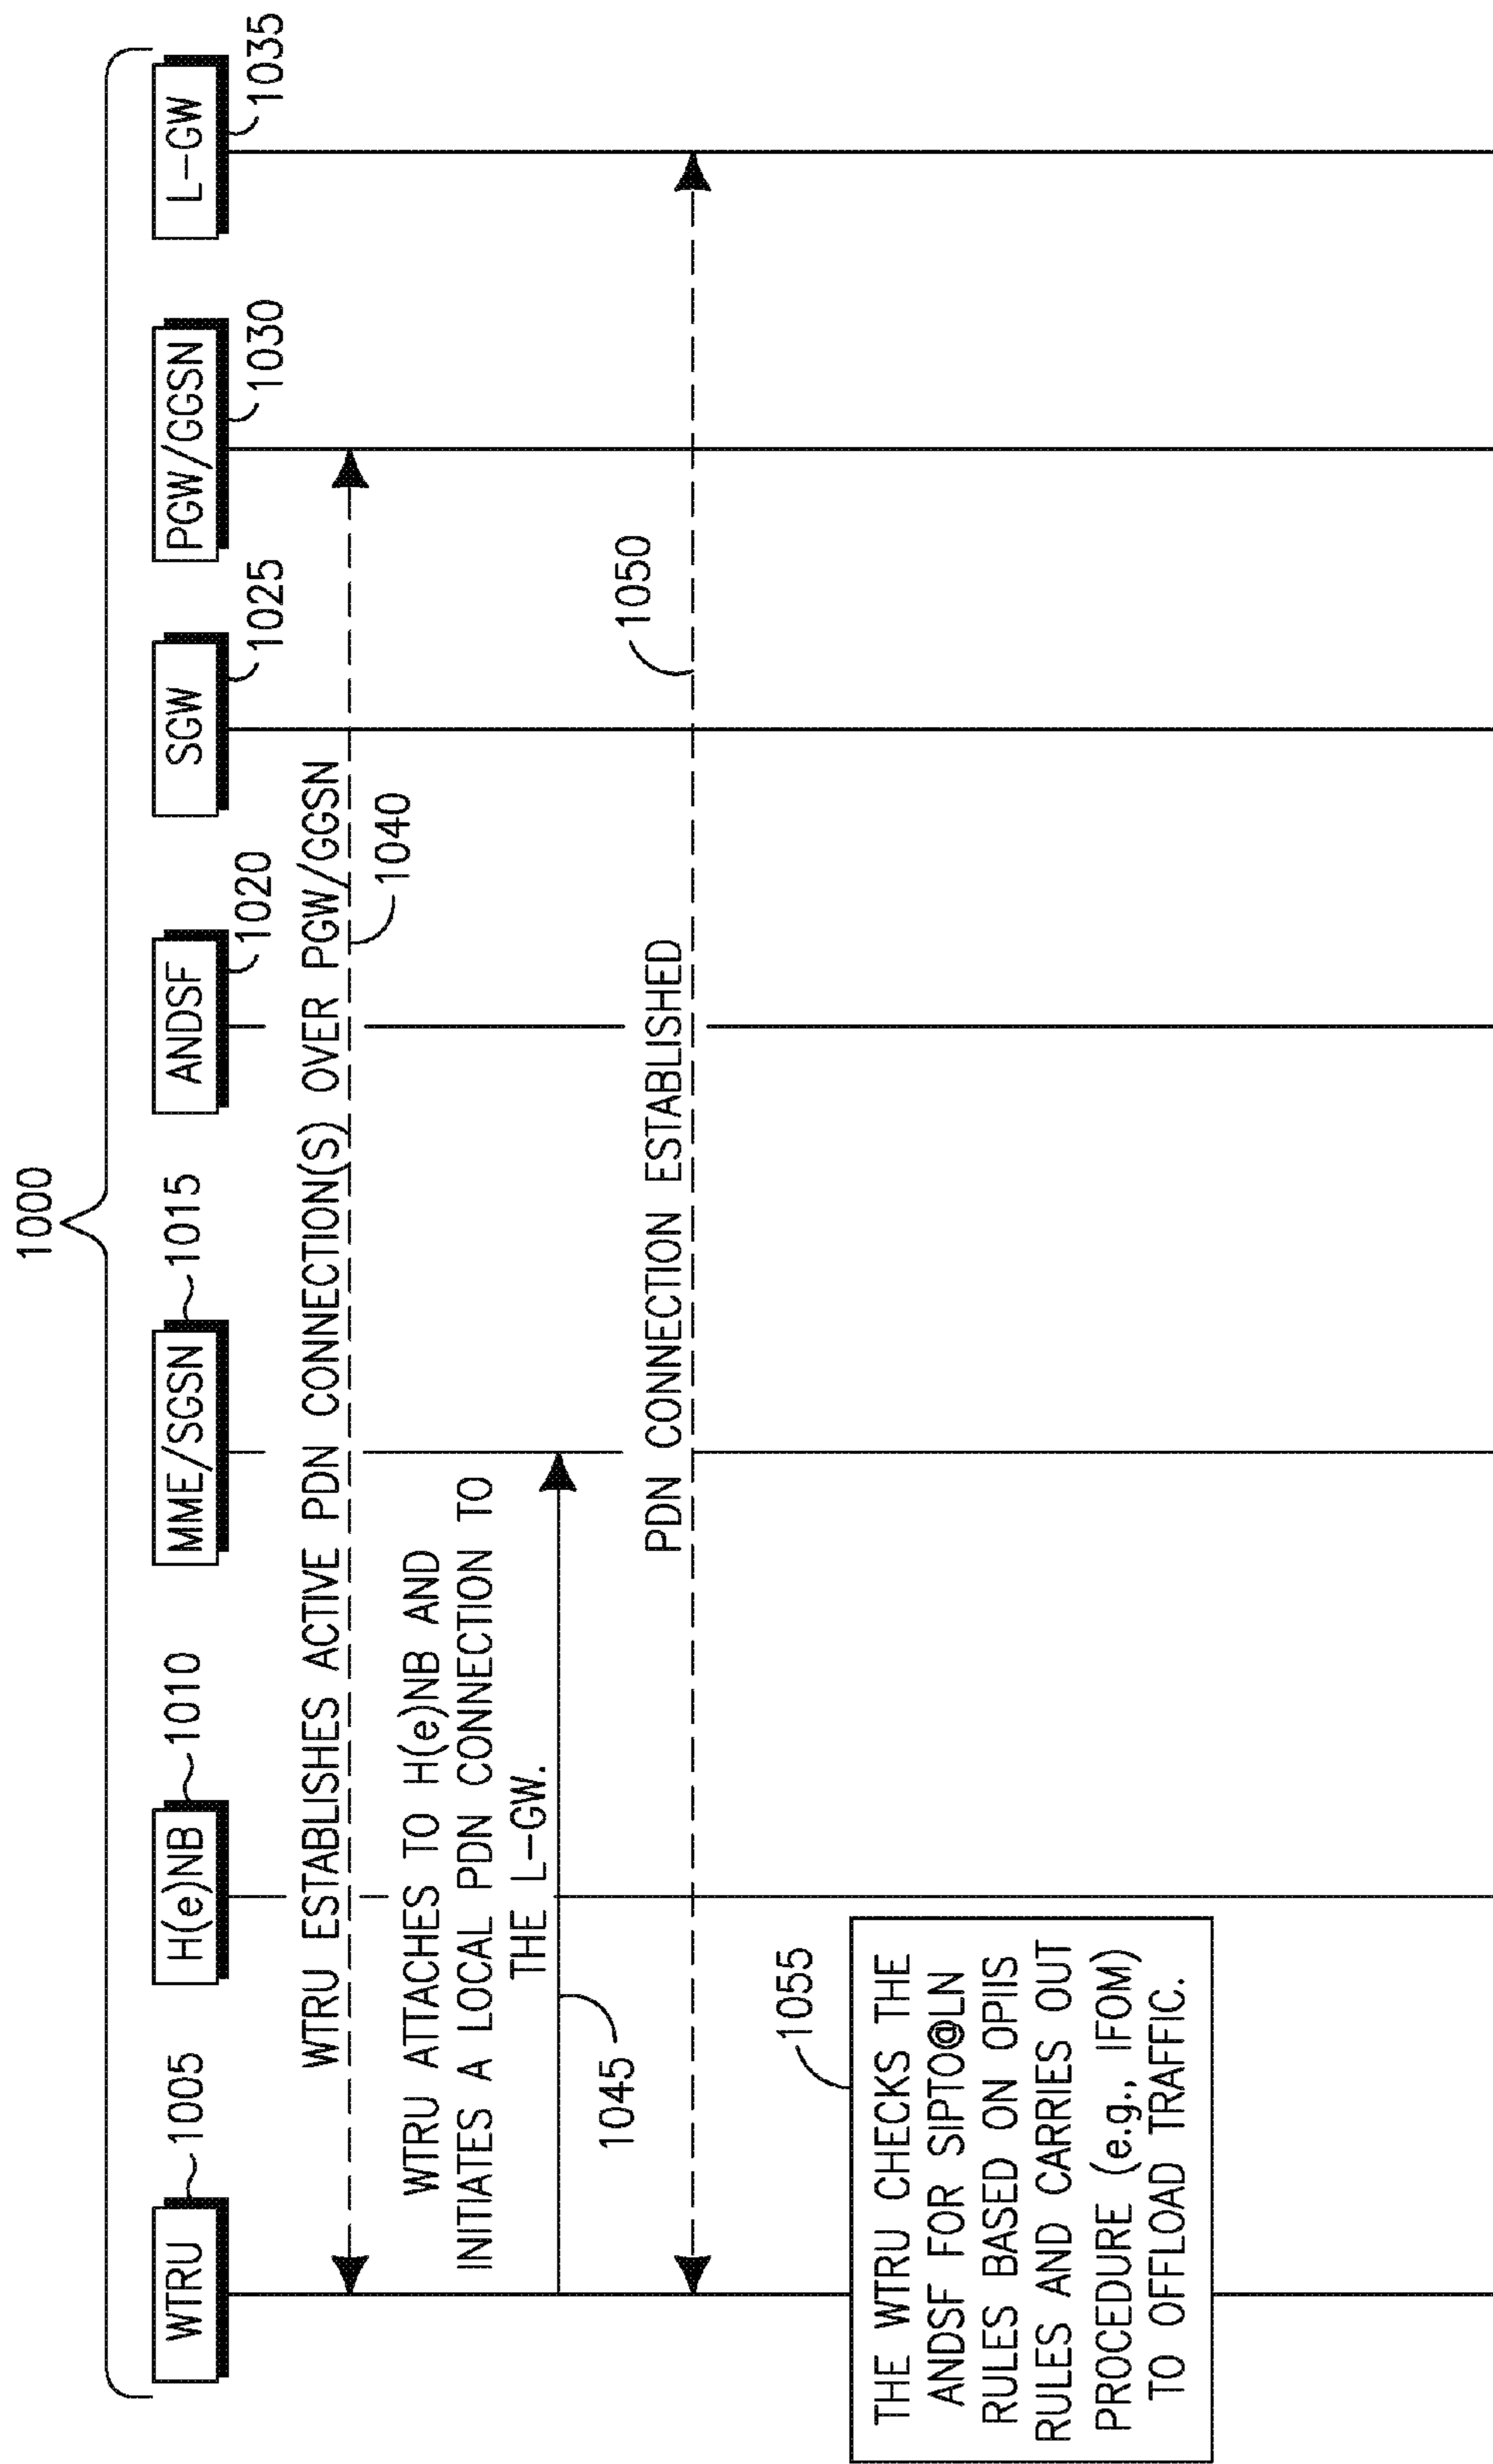 1000
WTRU
1005
H(e)NB
1010
MME/SGSN
1015
ANDSF
1020
SGW
1025
PGW/GGSN
1030
L-GW
1035
WTRU ESTABLISHES ACTIVE PDN CONNECTION(S) OVER PGW/GGSN
1040
WTRU ATTACHES TO H(e)NB AND
INITIATES A LOCAL PDN CONNECTION TO
THE L-GW.
1045
PDN CONNECTION ESTABLISHED
1050
1055
THE WTRU CHECKS THE
ANDSF FOR SIPTO@LN
RULES BASED ON OPIIS
RULES AND CARRIES OUT
PROCEDURE (e.g., IFOM)
TO OFFLOAD TRAFFIC.